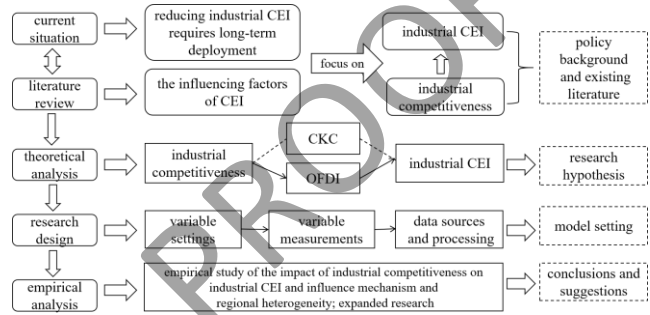 current
situation
reducing industrial CEI
requires long-term
deployment
focus on
industrial CEI
industrial
competitiveness
policy
background
and existing
literature
literature
review
the influencing factors
of CEI
theoretical
analysis
industrial
competitiveness
CKC
OFDI
industrial CEI
research
hypothesis
research
design
variable
settings
variable
measurements
data sources
and processing
model setting
empirical
analysis
empirical study of the impact of industrial competitiveness on
industrial CEI and influence mechanism and
regional heterogeneity; expanded research
conclusions and
suggestions
PROOF